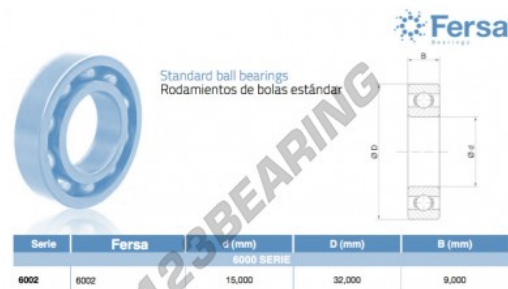 Fersa
Bearings
Standard ball bearings
Rodamientos de bolas estándar
B
Ø D
Ø d
123BEARING
Serie Fersa d (mm) D (mm) B (mm)
6000 SERIE
6002 6002 15,000 32,000 9,000